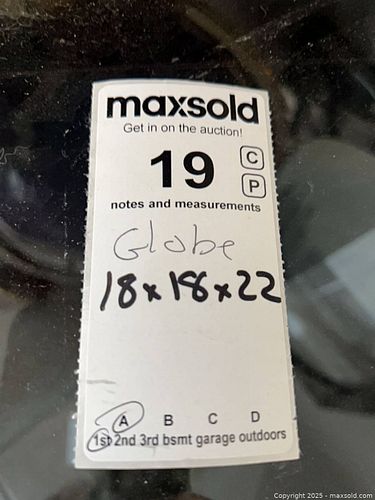 maxsold
Get in on the auction!
19
C
P
notes and measurements
Globe
18x18x22
A B C D
1st 2nd 3rd bsmt garage outdoors
Copyright 2025 - maxsold.com